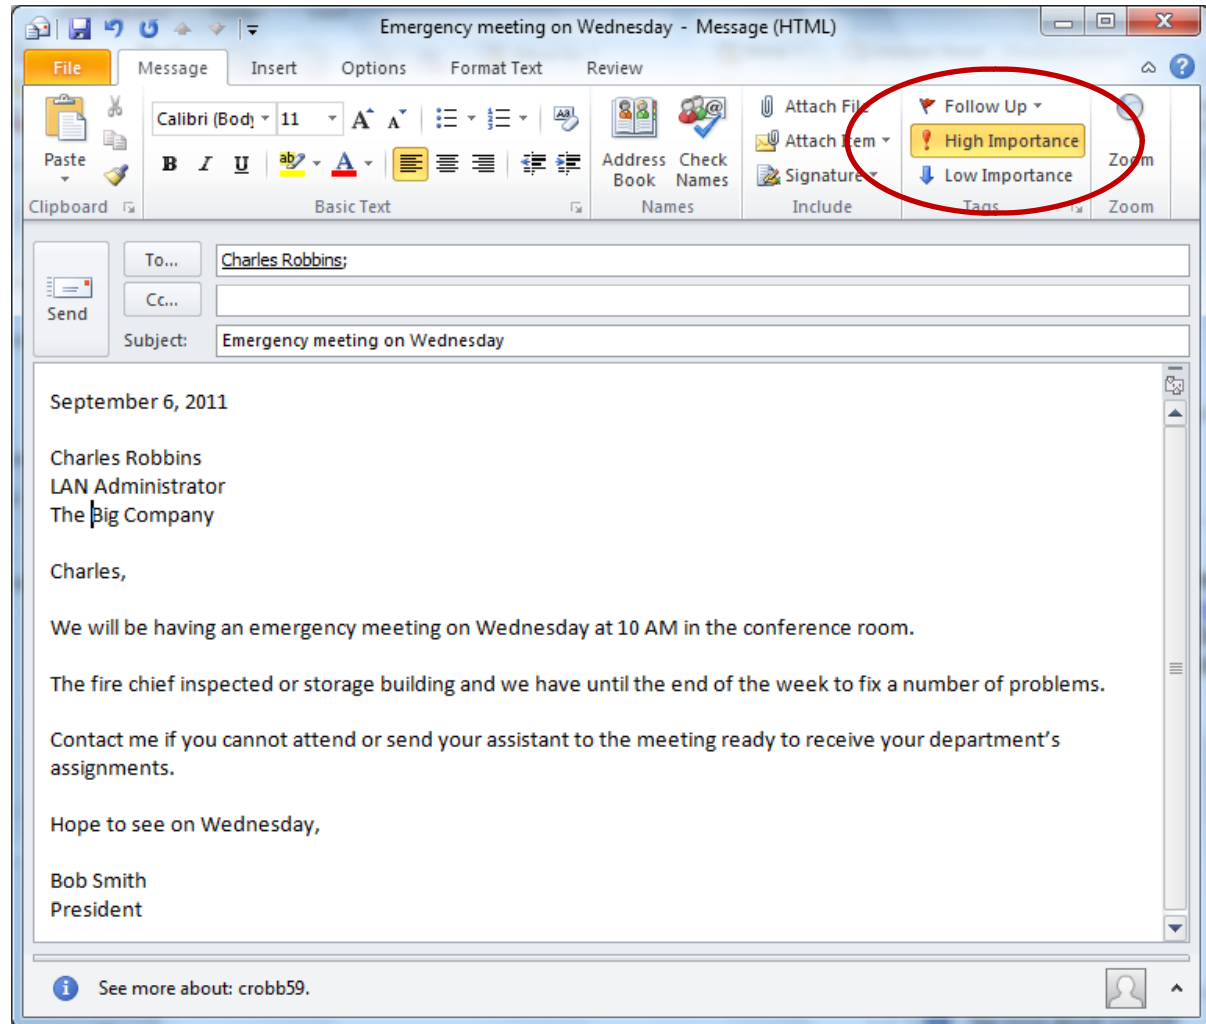 Emergency meeting on Wednesday - Message (HTML)
File Message Insert Options Format Text Review
Paste
Clipboard
Calibri (Body 11
A A
B I U ab A
Basic Text
Address Book
Check Names
Names
Attach File
Attach Item
Signature
Include
Follow Up
High Importance
Low Importance
Tags
Zoom
Zoom
Send
To... Charles Robbins;
Cc...
Subject: Emergency meeting on Wednesday
September 6, 2011
Charles Robbins
LAN Administrator
The Big Company
Charles,
We will be having an emergency meeting on Wednesday at 10 AM in the conference room.
The fire chief inspected or storage building and we have until the end of the week to fix a number of problems.
Contact me if you cannot attend or send your assistant to the meeting ready to receive your department's
assignments.
Hope to see on Wednesday,
Bob Smith
President
See more about: crobb59.